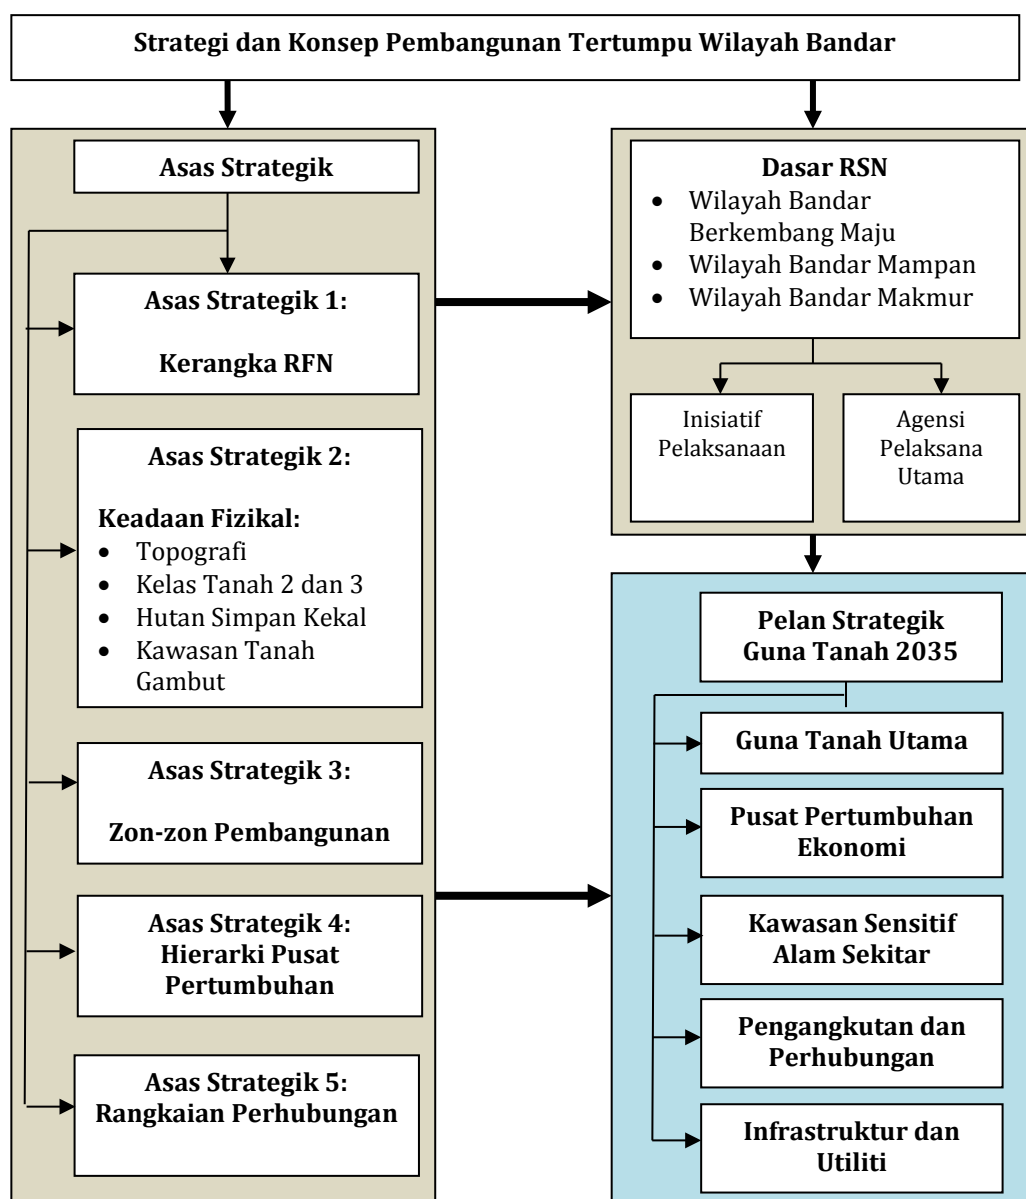 Strategi dan Konsep Pembangunan Tertumpu Wilayah Bandar
Asas Strategik
Asas Strategik 1:
Kerangka RFN
Asas Strategik 2:
Keadaan Fizikal:
• Topografi
• Kelas Tanah 2 dan 3
• Hutan Simpan Kekal
• Kawasan Tanah
Gambut
Asas Strategik 3:
Zon-zon Pembangunan
Asas Strategik 4:
Hierarki Pusat
Pertumbuhan
Asas Strategik 5:
Rangkaian Perhubungan
Dasar RSN
• Wilayah Bandar
Berkembang Maju
• Wilayah Bandar Mampan
• Wilayah Bandar Makmur
Inisiatif
Pelaksanaan
Agensi
Pelaksana
Utama
Pelan Strategik
Guna Tanah 2035
Guna Tanah Utama
Pusat Pertumbuhan
Ekonomi
Kawasan Sensitif
Alam Sekitar
Pengangkutan dan
Perhubungan
Infrastruktur dan
Utiliti